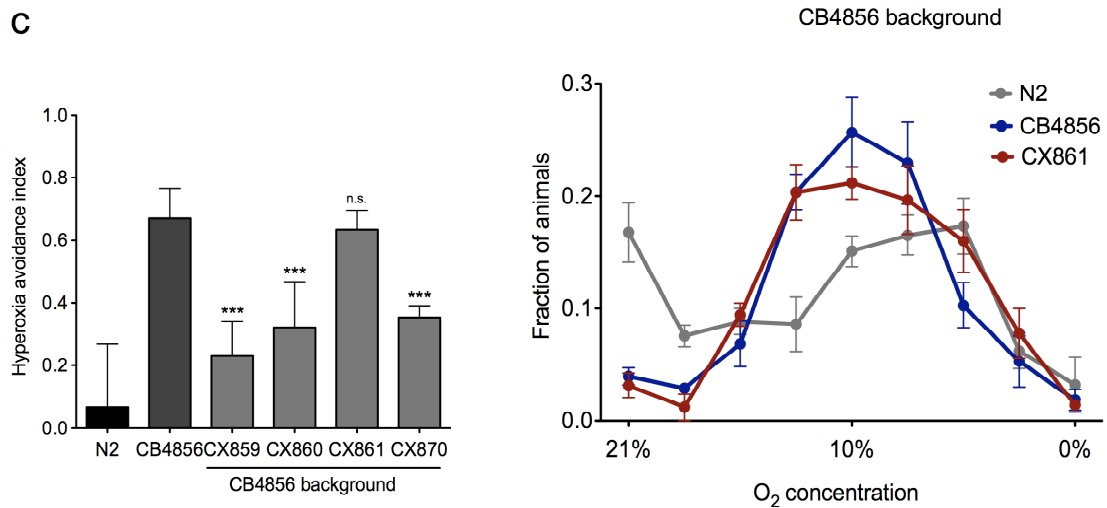 C
Hyperoxia avoidance index
1.0
0.8
0.6
0.4
0.2
0.0
***
***
n.s.
***
N2
CB4856
CX859
CX860
CX861
CX870
CB4856 background
CB4856 background
Fraction of animals
0.3
0.2
0.1
0.0
N2
CB4856
CX861
21%
10%
0%
O₂ concentration